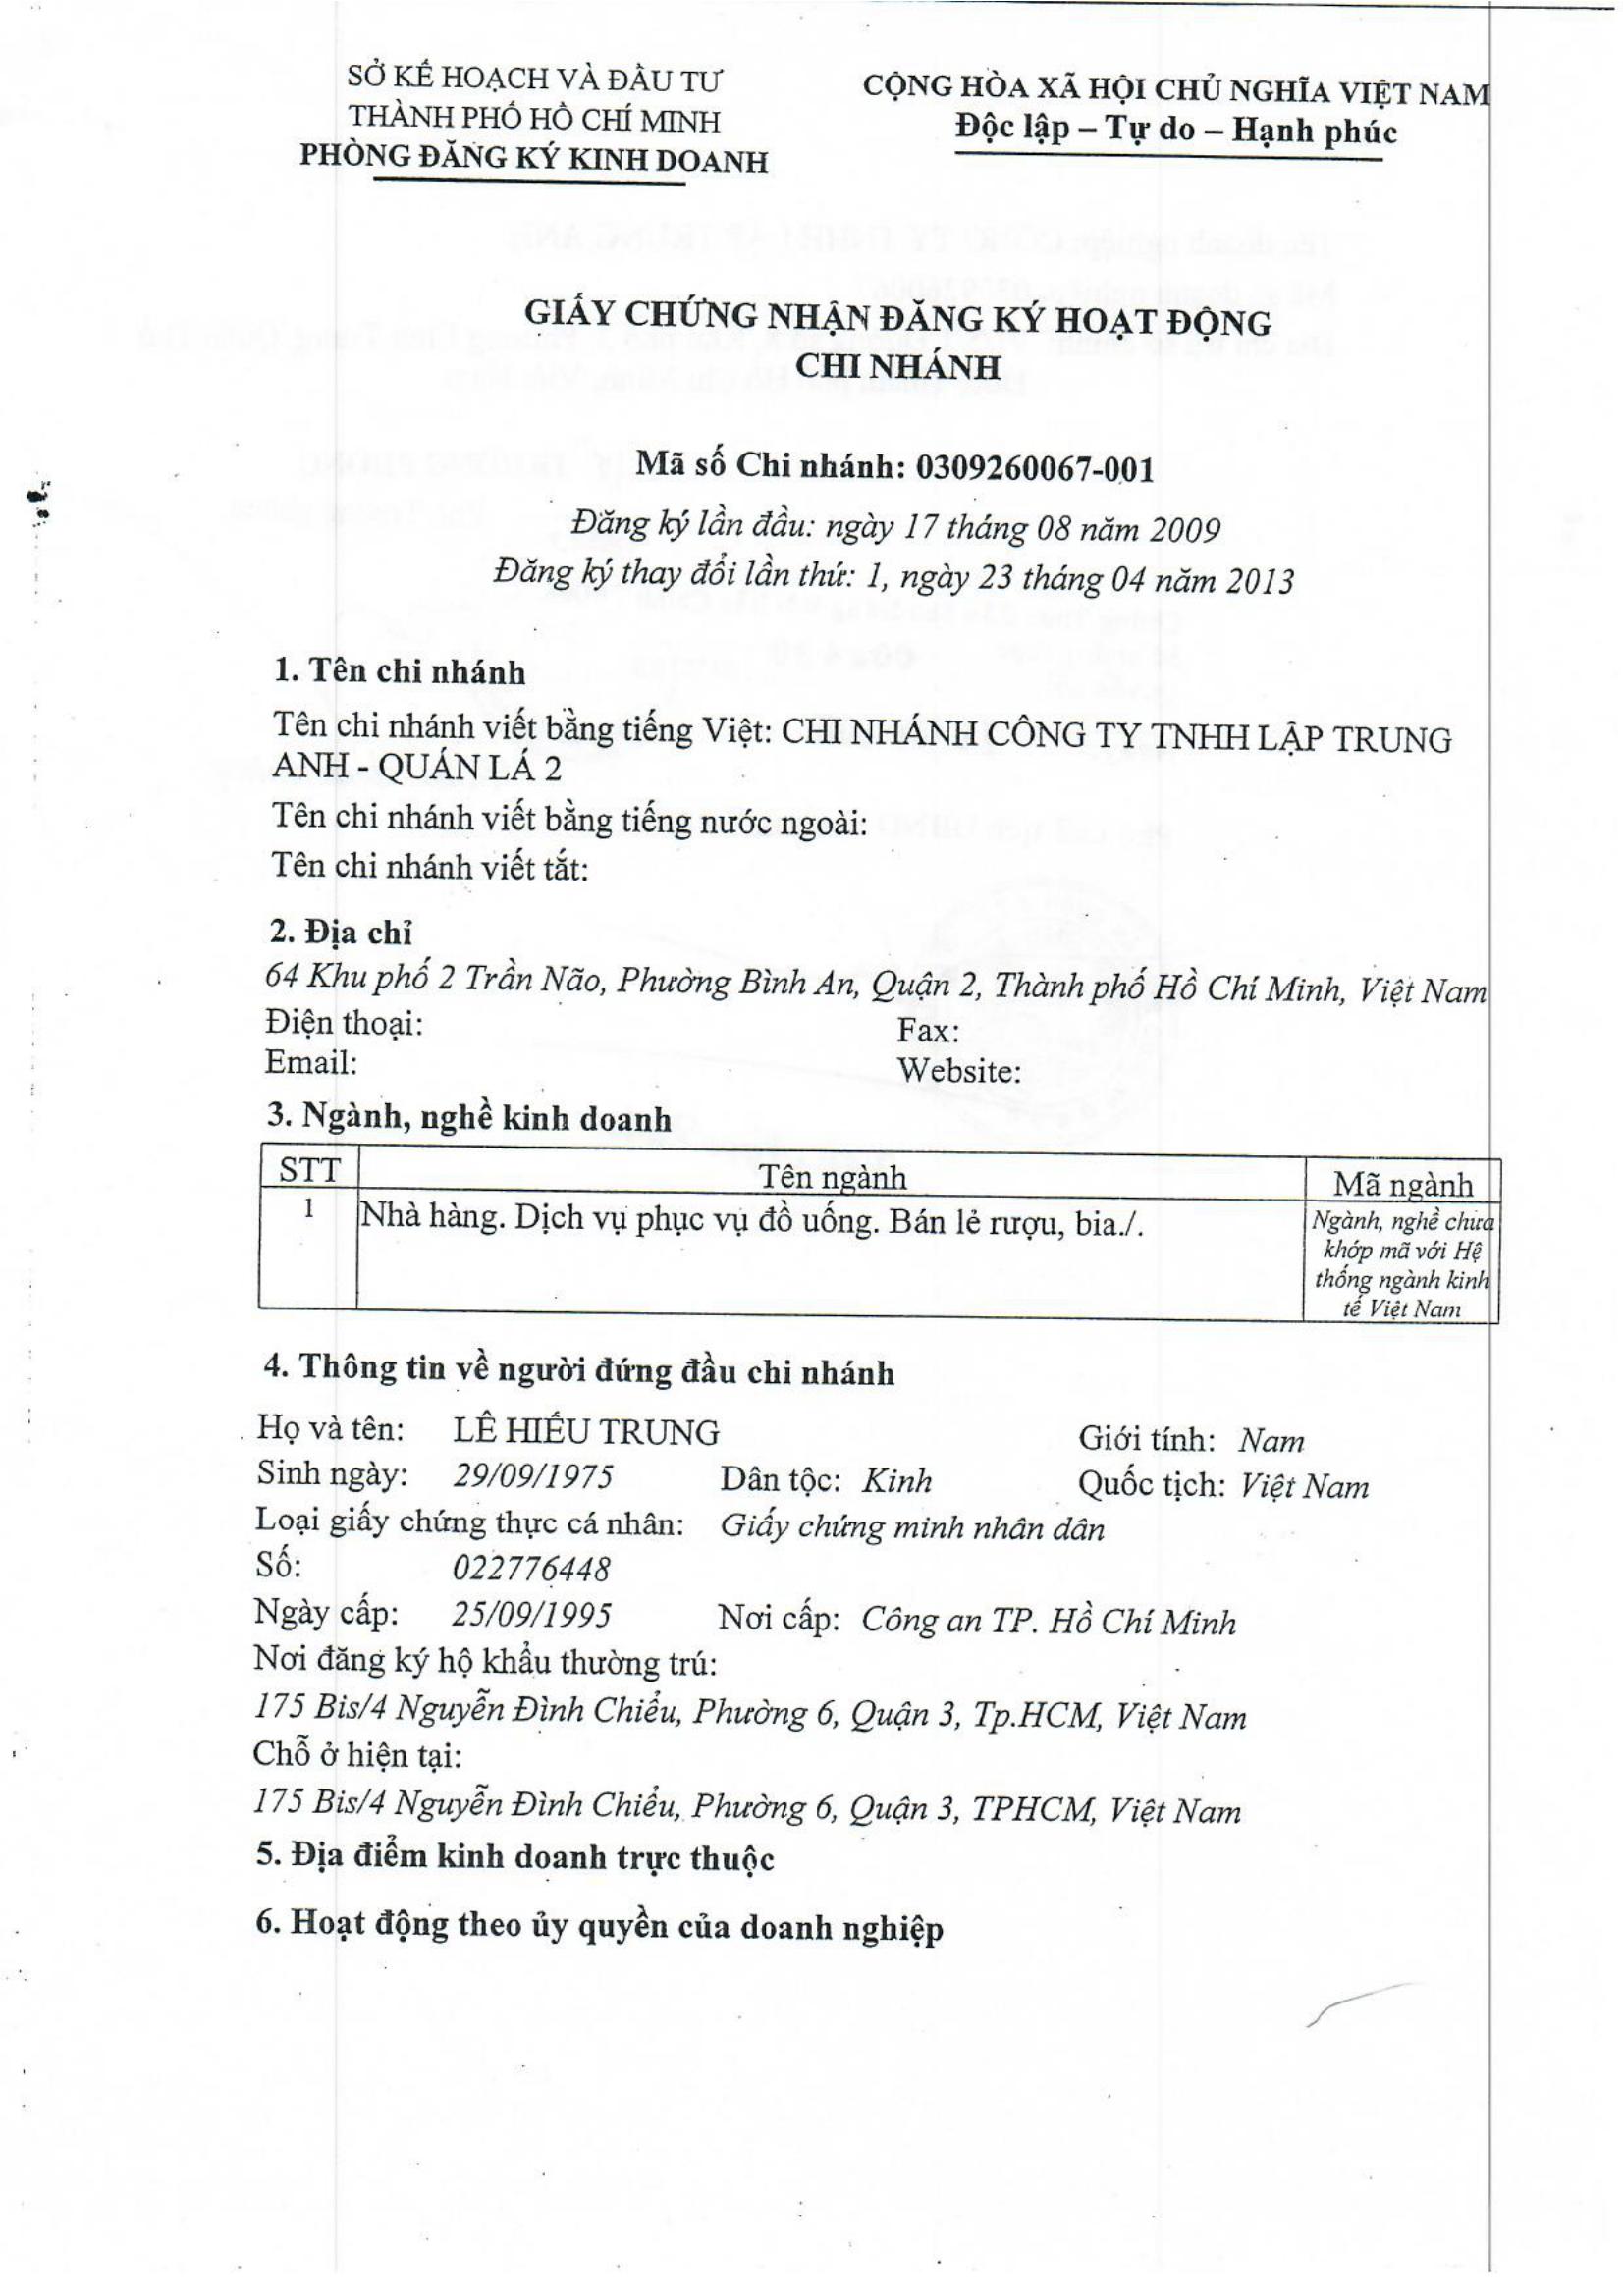 SỞ KẾ HOẠCH VÀ ĐẦU TƯ
THÀNH PHỐ HỒ CHÍ MINH
PHÒNG ĐĂNG KÝ KINH DOANH
CỘNG HÒA XÃ HỘI CHỦ NGHĨA VIỆT NAM
Độc lập – Tự do – Hạnh phúc
GIẤY CHỨNG NHẬN ĐĂNG KÝ HOẠT ĐỘNG
CHI NHÁNH
Mã số Chi nhánh: 0309260067-001
Đăng ký lần đầu: ngày 17 tháng 08 năm 2009
Đăng ký thay đổi lần thứ: 1, ngày 23 tháng 04 năm 2013
1. Tên chi nhánh
Tên chi nhánh viết bằng tiếng Việt: CHI NHÁNH CÔNG TY TNHH LẬP TRUNG
ANH - QUÁN LÁ 2
Tên chi nhánh viết bằng tiếng nước ngoài:
Tên chi nhánh viết tắt:
2. Địa chỉ
64 Khu phố 2 Trần Não, Phường Bình An, Quận 2, Thành phố Hồ Chí Minh, Việt Nam
Điện thoại: Fax:
Email: Website:
3. Ngành, nghề kinh doanh
STT Tên ngành Mã ngành
1 Nhà hàng. Dịch vụ phục vụ đồ uống. Bán lẻ rượu, bia./. Ngành, nghề chưa
khớp mã với Hệ
thống ngành kinh
tế Việt Nam
4. Thông tin về người đứng đầu chi nhánh
Họ và tên: LÊ HIẾU TRUNG Giới tính: Nam
Sinh ngày: 29/09/1975 Dân tộc: Kinh Quốc tịch: Việt Nam
Loại giấy chứng thực cá nhân: Giấy chứng minh nhân dân
Số: 022776448
Ngày cấp: 25/09/1995 Nơi cấp: Công an TP. Hồ Chí Minh
Nơi đăng ký hộ khẩu thường trú:
175 Bis/4 Nguyễn Đình Chiểu, Phường 6, Quận 3, Tp.HCM, Việt Nam
Chỗ ở hiện tại:
175 Bis/4 Nguyễn Đình Chiểu, Phường 6, Quận 3, TPHCM, Việt Nam
5. Địa điểm kinh doanh trực thuộc
6. Hoạt động theo ủy quyền của doanh nghiệp